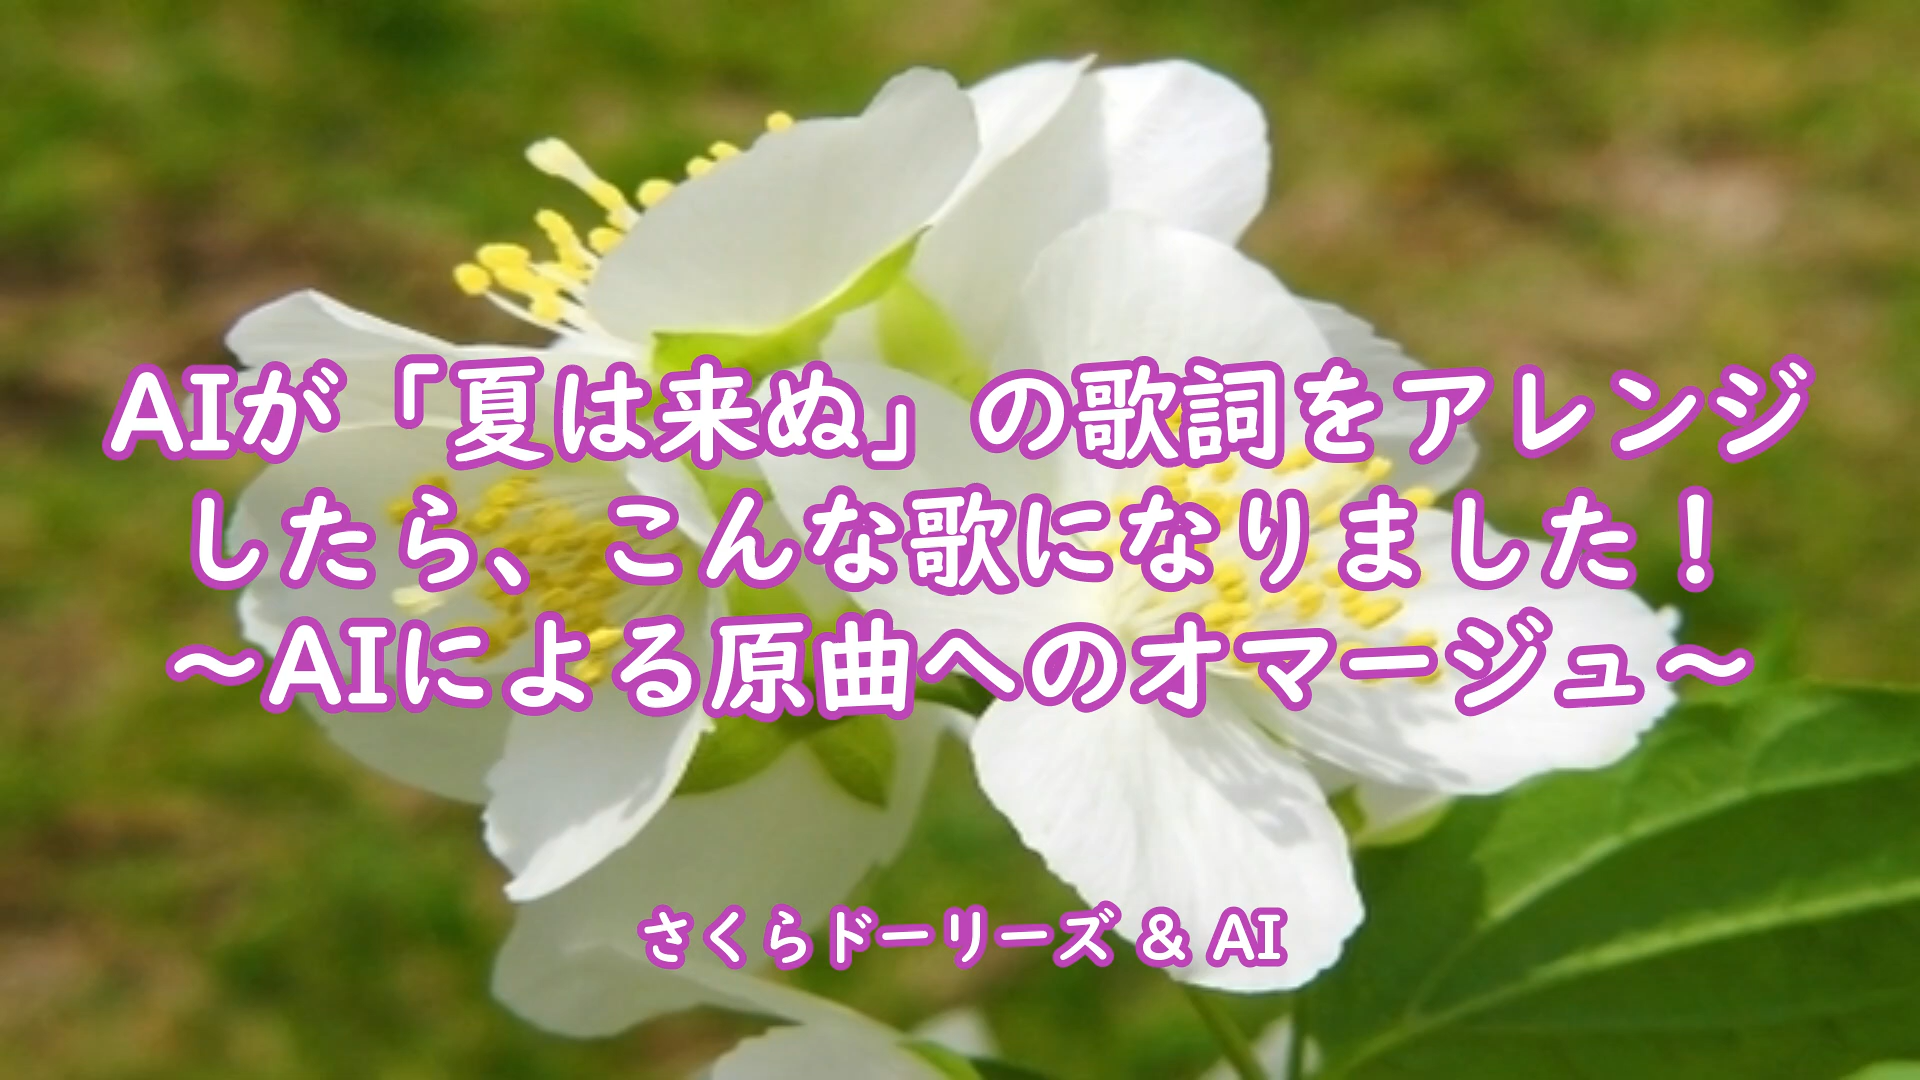 AIが「夏は来ぬ」の歌詞をアレンジ
したら、こんな歌になりました！
～AIによる原曲へのオマージュ～
さくらドーリーズ & AI